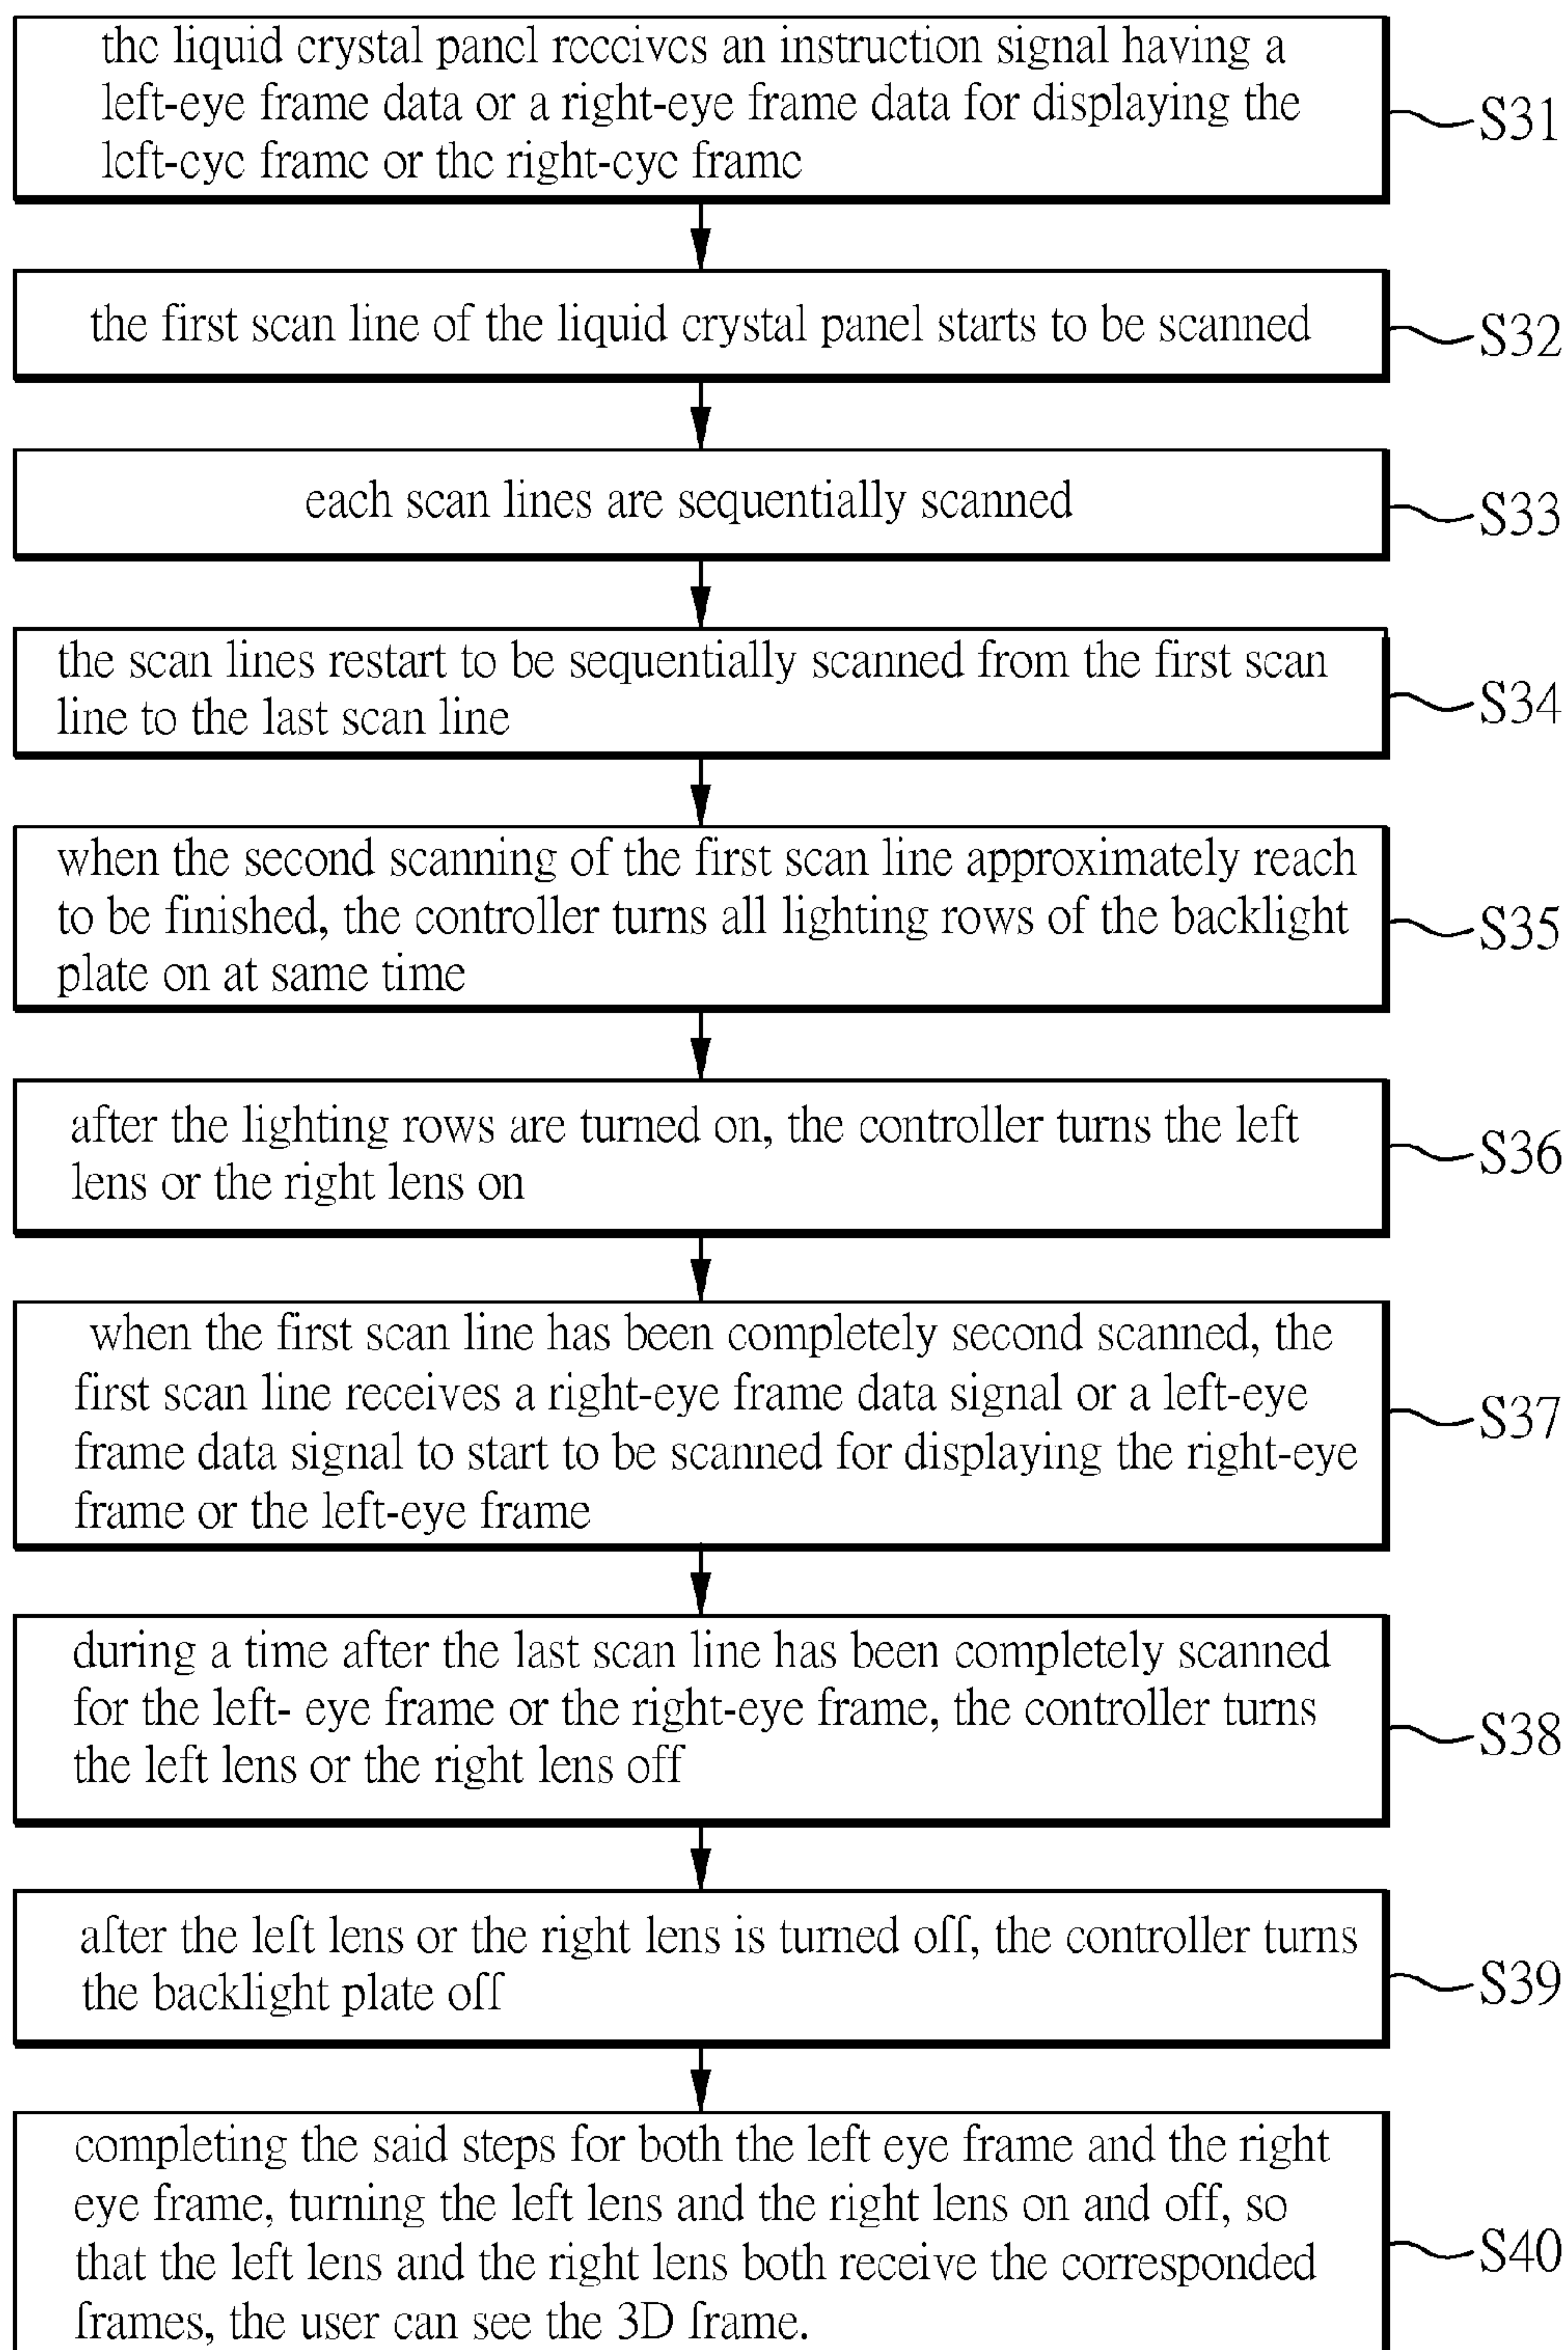 the liquid crystal panel receives an instruction signal having a
left-eye frame data or a right-eye frame data for displaying the
left-eye frame or the right-eye frame
S31
the first scan line of the liquid crystal panel starts to be scanned
S32
each scan lines are sequentially scanned
S33
the scan lines restart to be sequentially scanned from the first scan
line to the last scan line
S34
when the second scanning of the first scan line approximately reach
to be finished, the controller turns all lighting rows of the backlight
plate on at same time
S35
after the lighting rows are turned on, the controller turns the left
lens or the right lens on
S36
when the first scan line has been completely second scanned, the
first scan line receives a right-eye frame data signal or a left-eye
frame data signal to start to be scanned for displaying the right-eye
frame or the left-eye frame
S37
during a time after the last scan line has been completely scanned
for the left- eye frame or the right-eye frame, the controller turns
the left lens or the right lens off
S38
after the left lens or the right lens is turned off, the controller turns
the backlight plate off
S39
completing the said steps for both the left eye frame and the right
eye frame, turning the left lens and the right lens on and off, so
that the left lens and the right lens both receive the corresponded
frames, the user can see the 3D frame.
S40